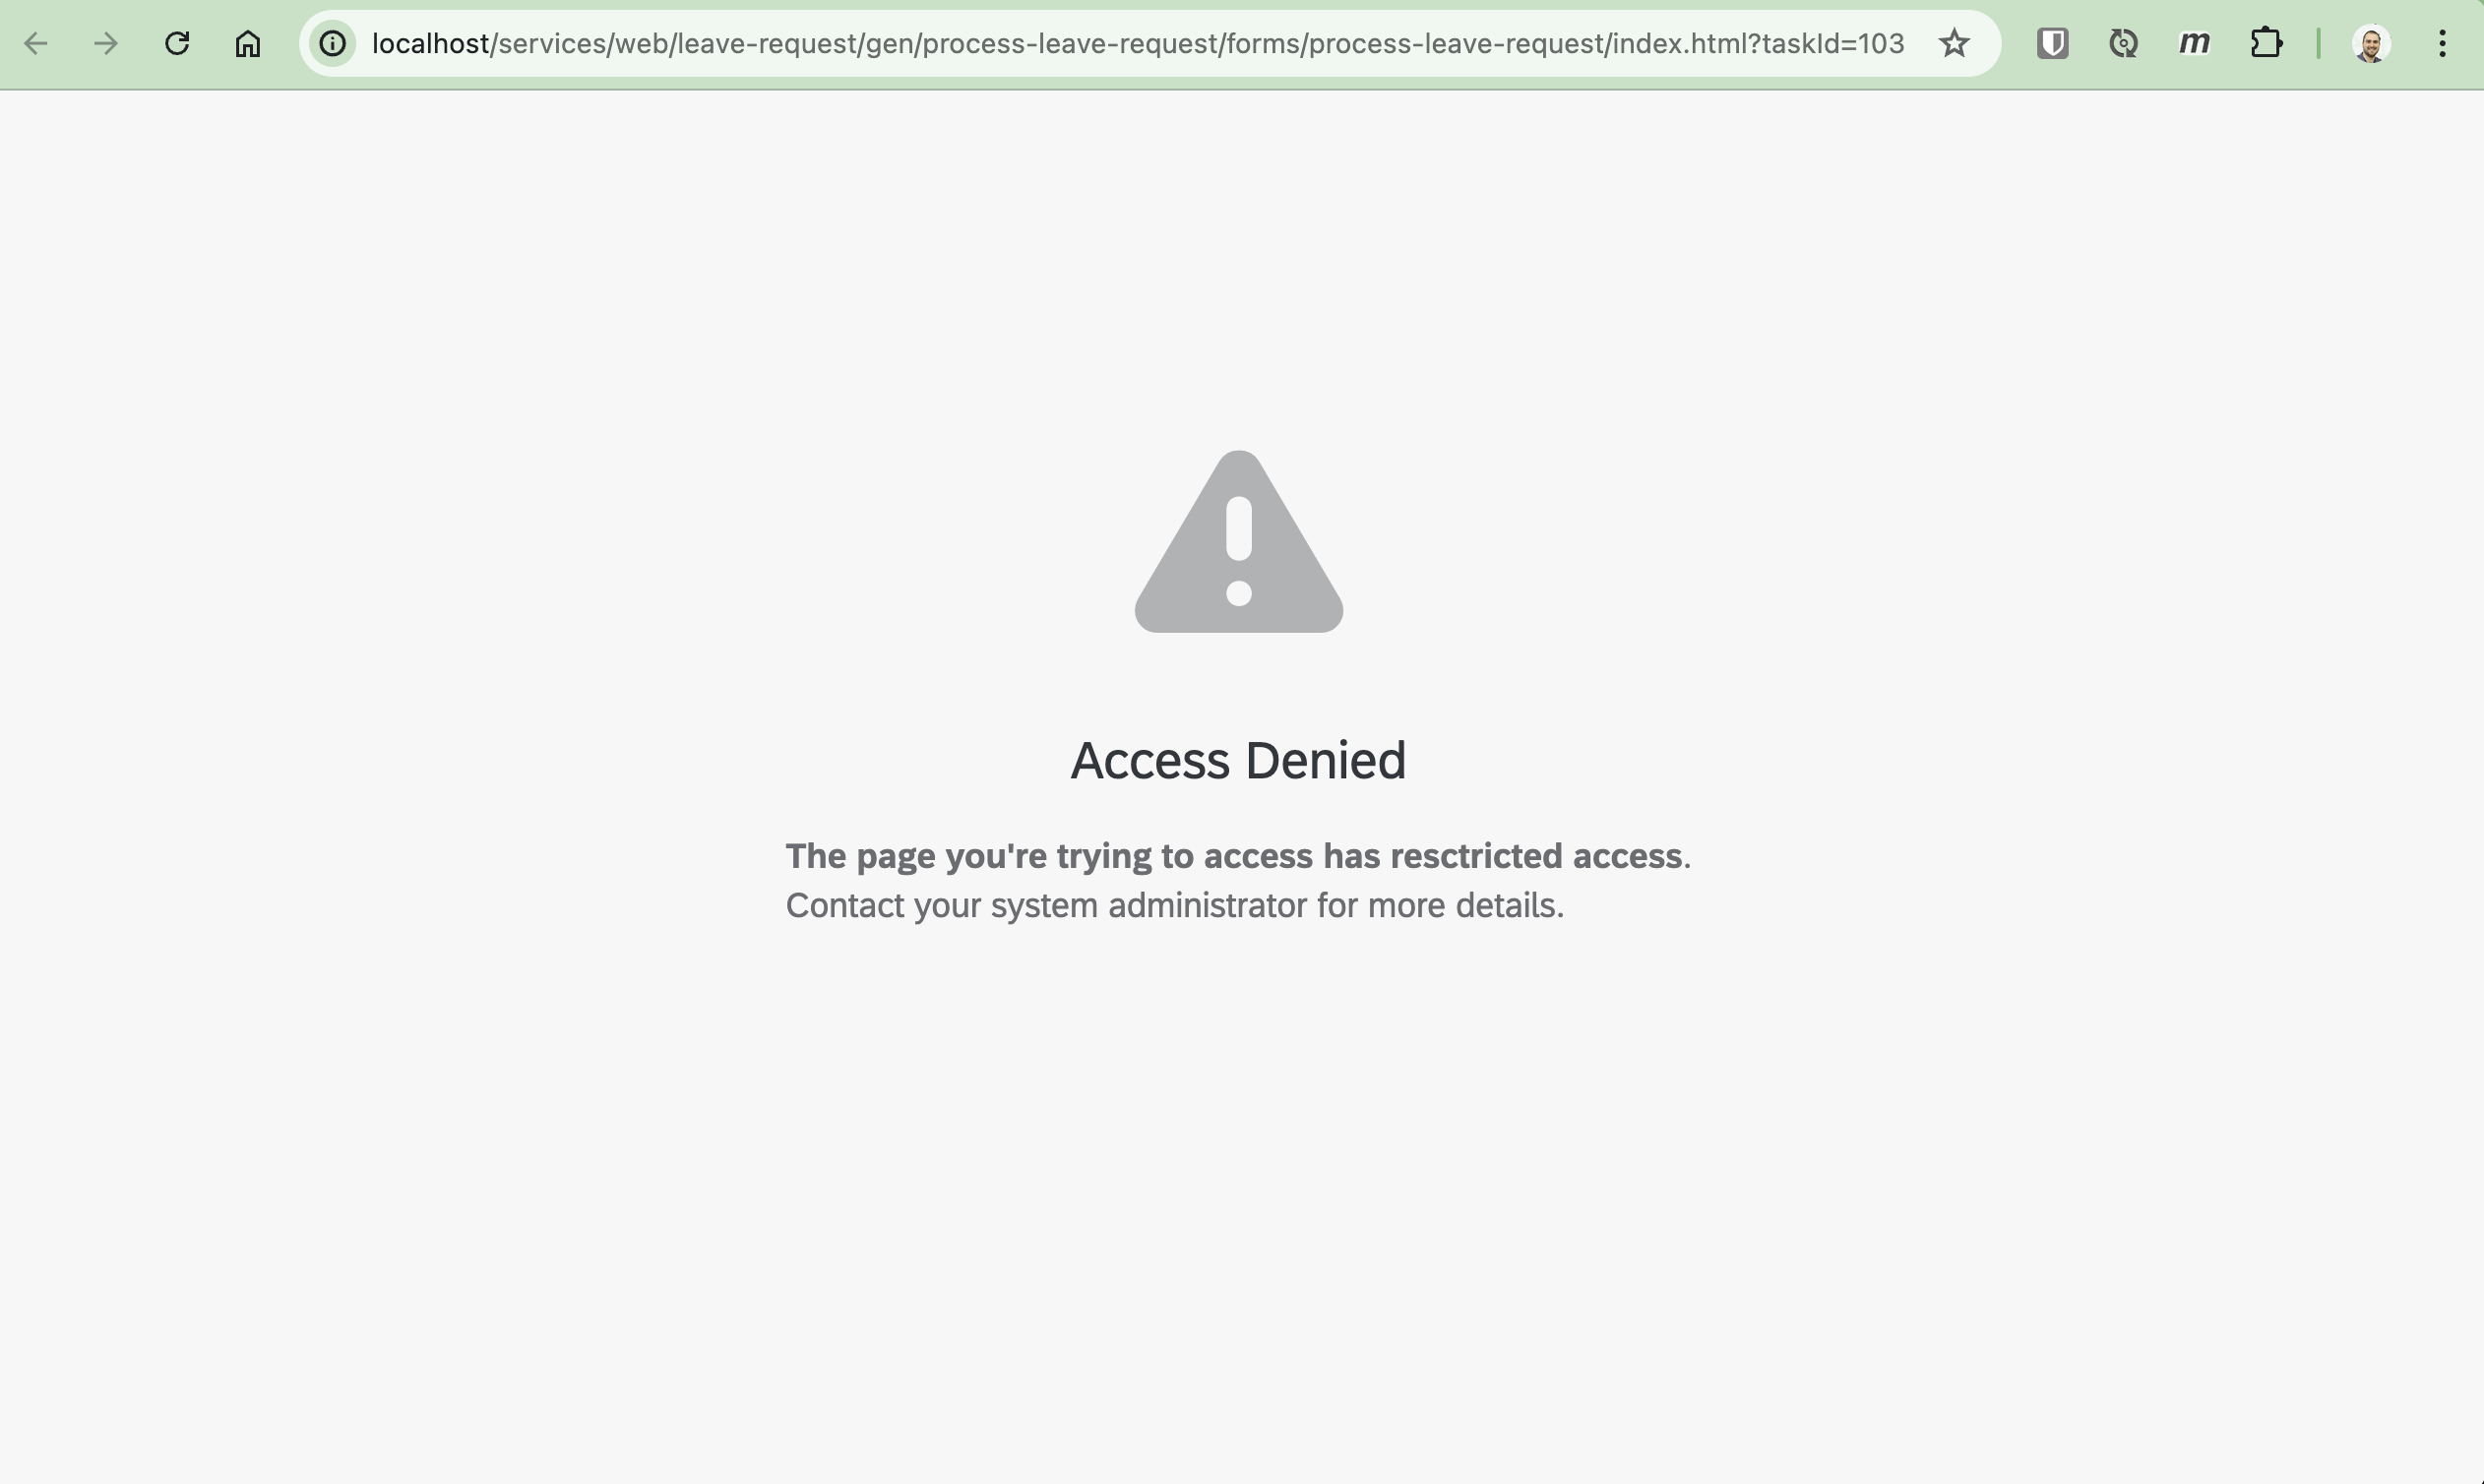 localhost/services/web/leave-request/gen/process-leave-request/forms/process-leave-request/index.html?taskId=103
m
Access Denied
The page you're trying to access has resctricted access.
Contact your system administrator for more details.